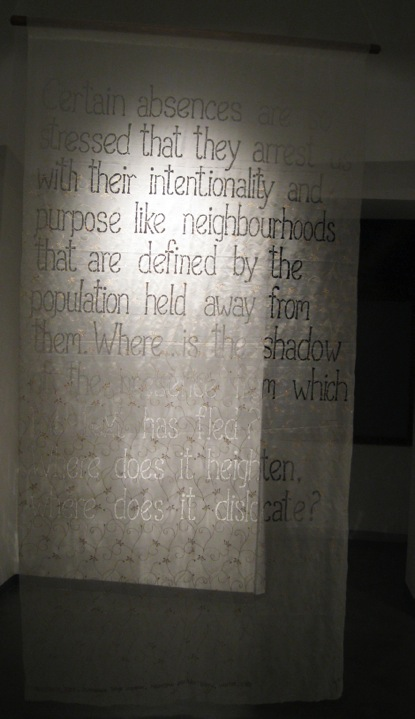 Certain absences are
stressed that they arrest us
with their intentionality and
purpose like neighbourhoods
that are defined by the
population held away from
them. Where... is the shadow
of the presence from which
has fled
where does it heighten,
where does it dislocate?